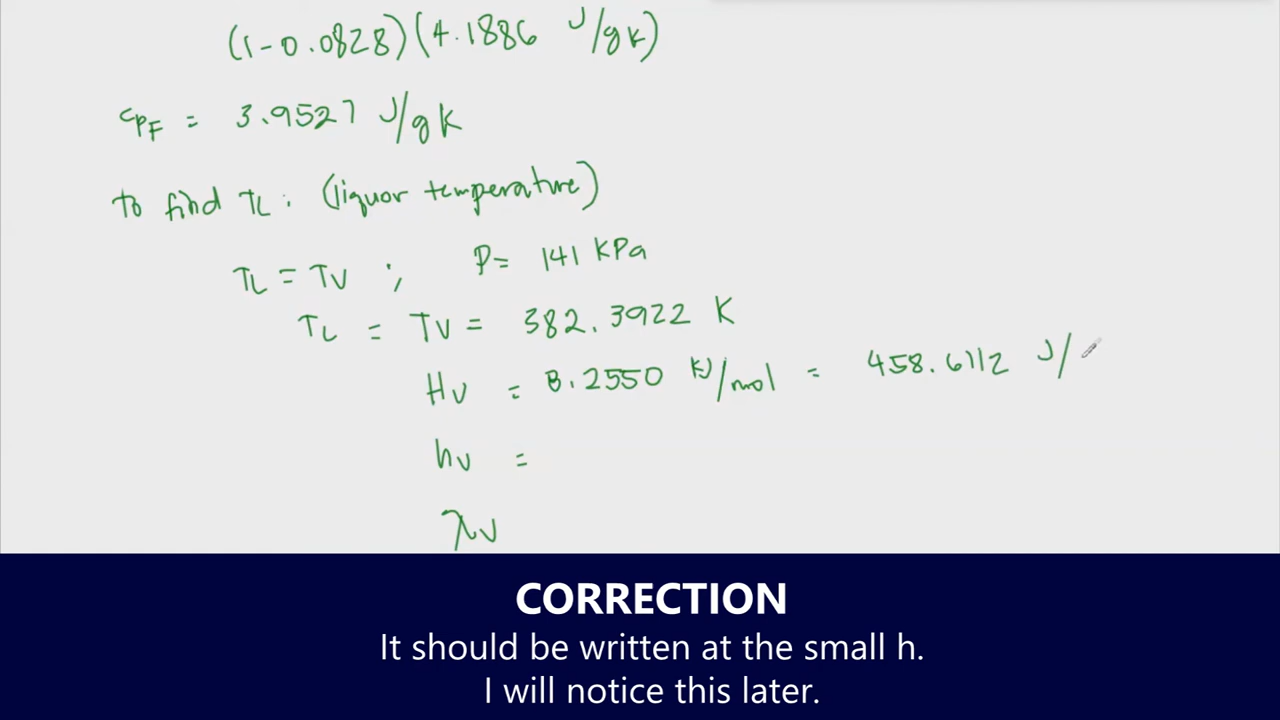 (1-0.0828)(4.1886 J/gK)
CPF = 3.9527 J/gK
to find TL: (liquor temperature)
TL = TV ; P= 141 KPa
TL = TV = 382.3922 K
HV = 8.2550 KJ/mol = 458.6112 J/
hV =
λV
CORRECTION
It should be written at the small h.
I will notice this later.